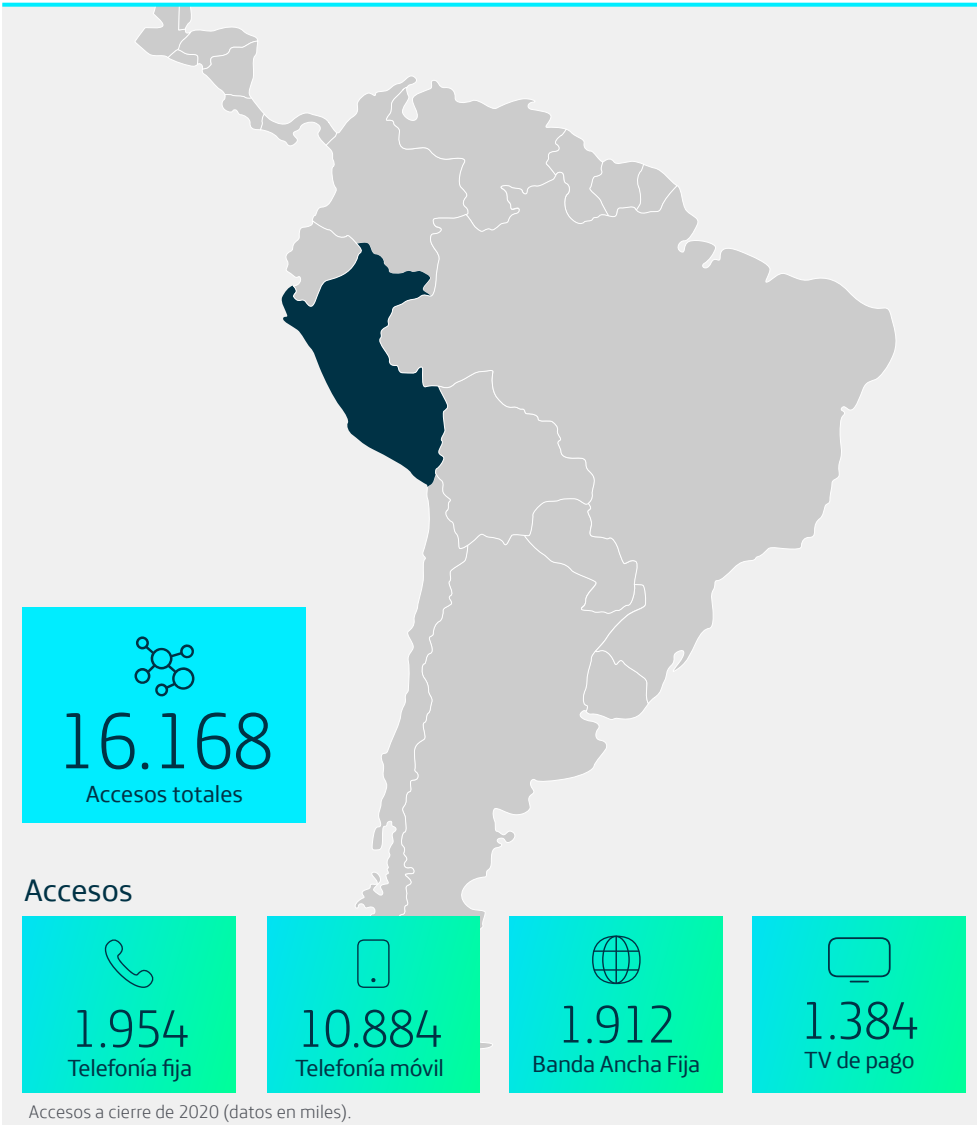 16.168
Accesos totales
Accesos
1.954
Telefonía fija
10.884
Telefonía móvil
1.912
Banda Ancha Fija
1.384
TV de pago
Accesos a cierre de 2020 (datos en miles).